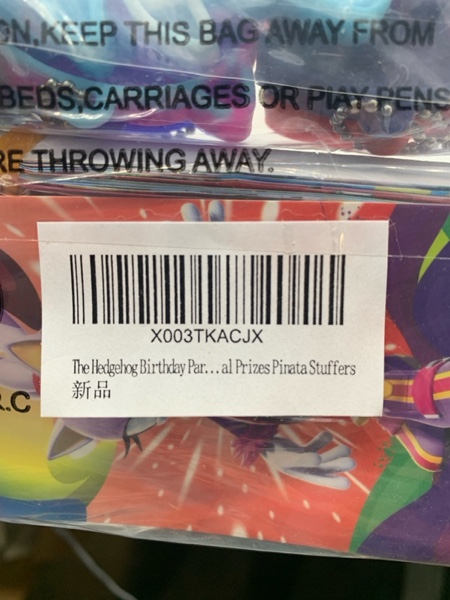 ON.KEEP THIS BAG AWAY FROM
BEDS,CARRIAGES OR PLAY PENS
RE THROWING AWAY.
X003TKACJX
The Hedgehog Birthday Par...al Prizes Pinata Stuffers
新品
R.C